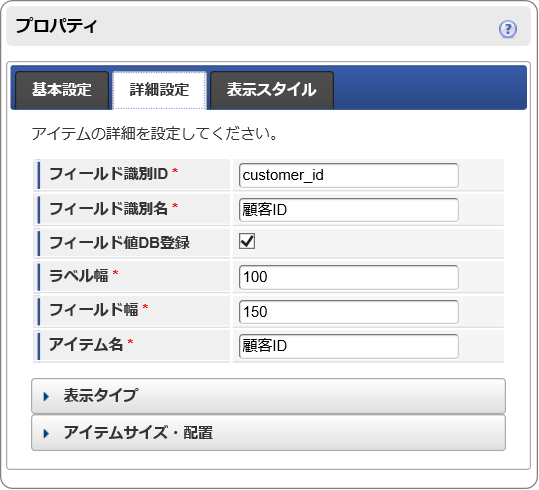 プロパティ
?
基本設定 詳細設定 表示スタイル
アイテムの詳細を設定してください。
フィールド識別ID * customer_id
フィールド識別名 * 顧客ID
フィールド値DB登録
ラベル幅 * 100
フィールド幅 * 150
アイテム名 * 顧客ID
表示タイプ
アイテムサイズ・配置